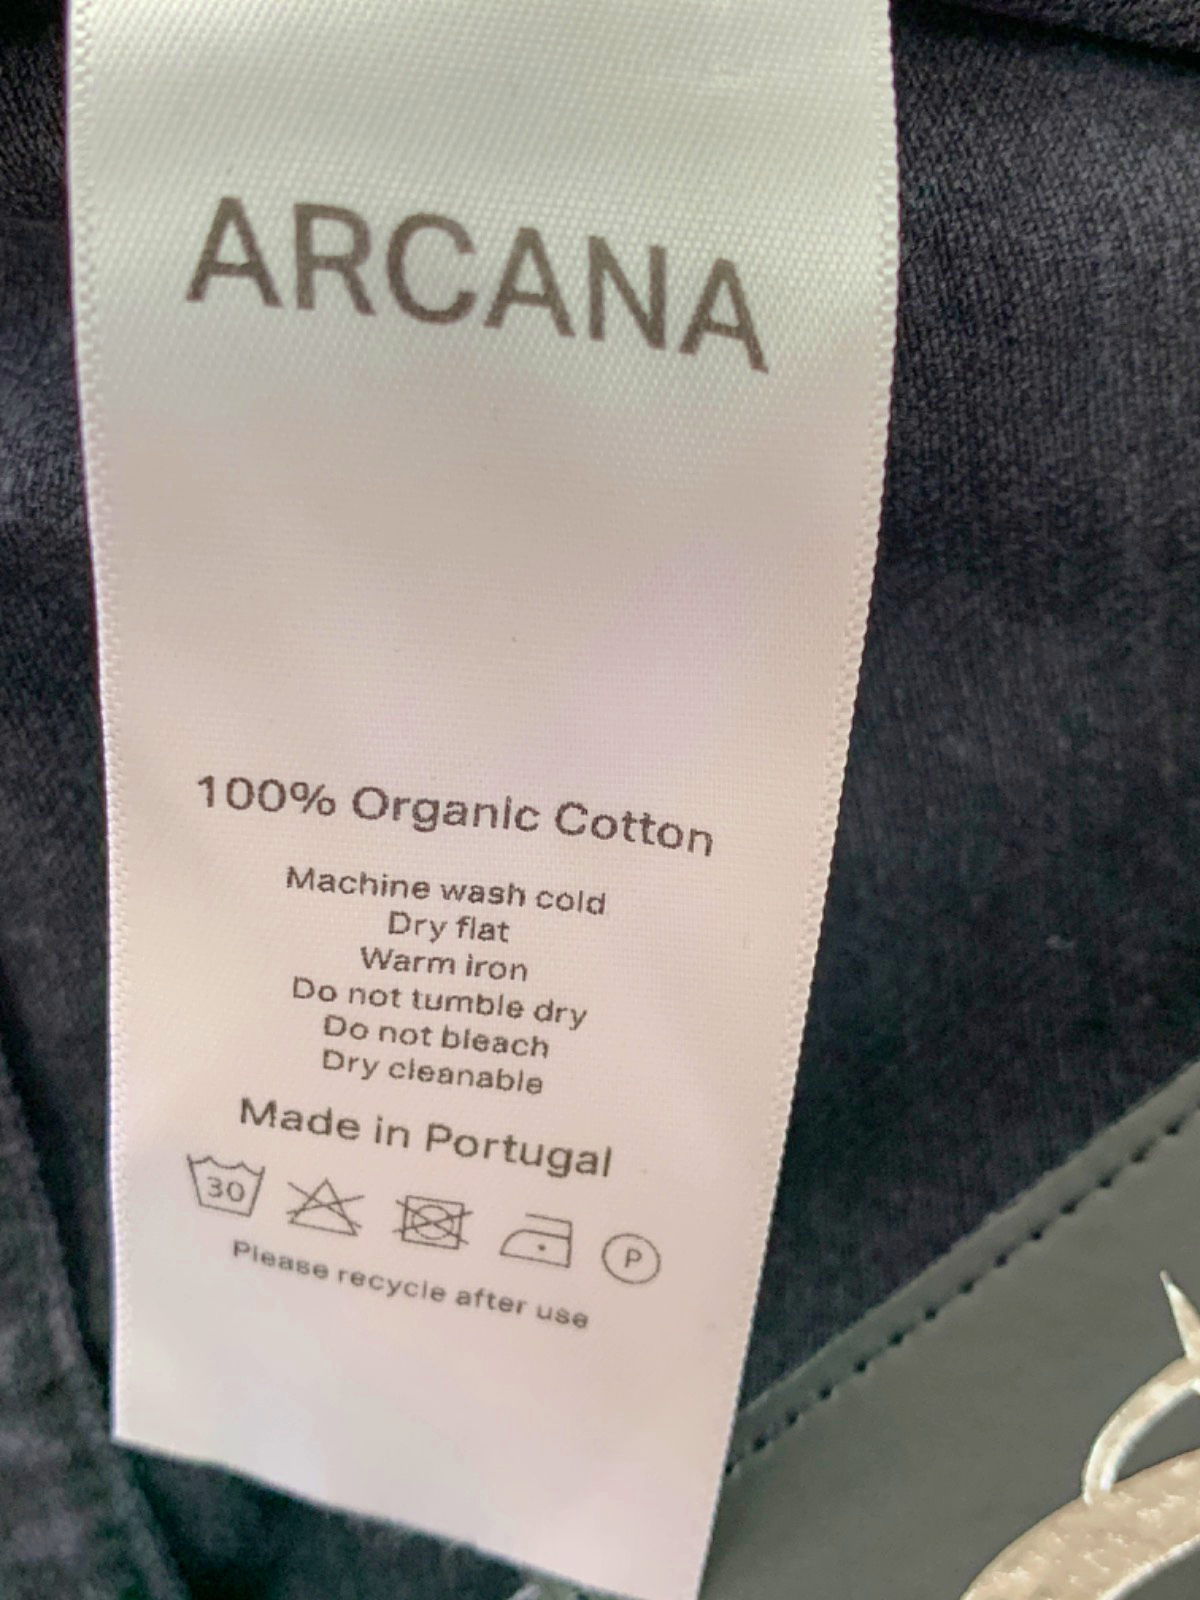 ARCANA
100% Organic Cotton
Machine wash cold
Dry flat
Warm iron
Do not tumble dry
Do not bleach
Dry cleanable
Made in Portugal
30 P
Please recycle after use